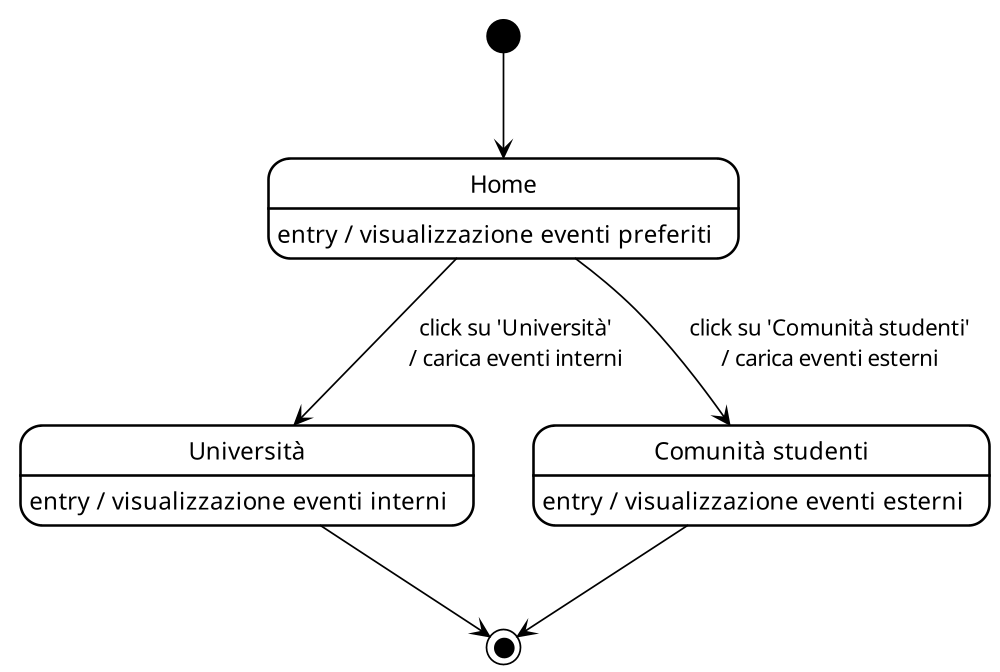 Home
entry / visualizzazione eventi preferiti
click su 'Università'
/ carica eventi interni
click su 'Comunità studenti'
/ carica eventi esterni
Università
entry / visualizzazione eventi interni
Comunità studenti
entry / visualizzazione eventi esterni